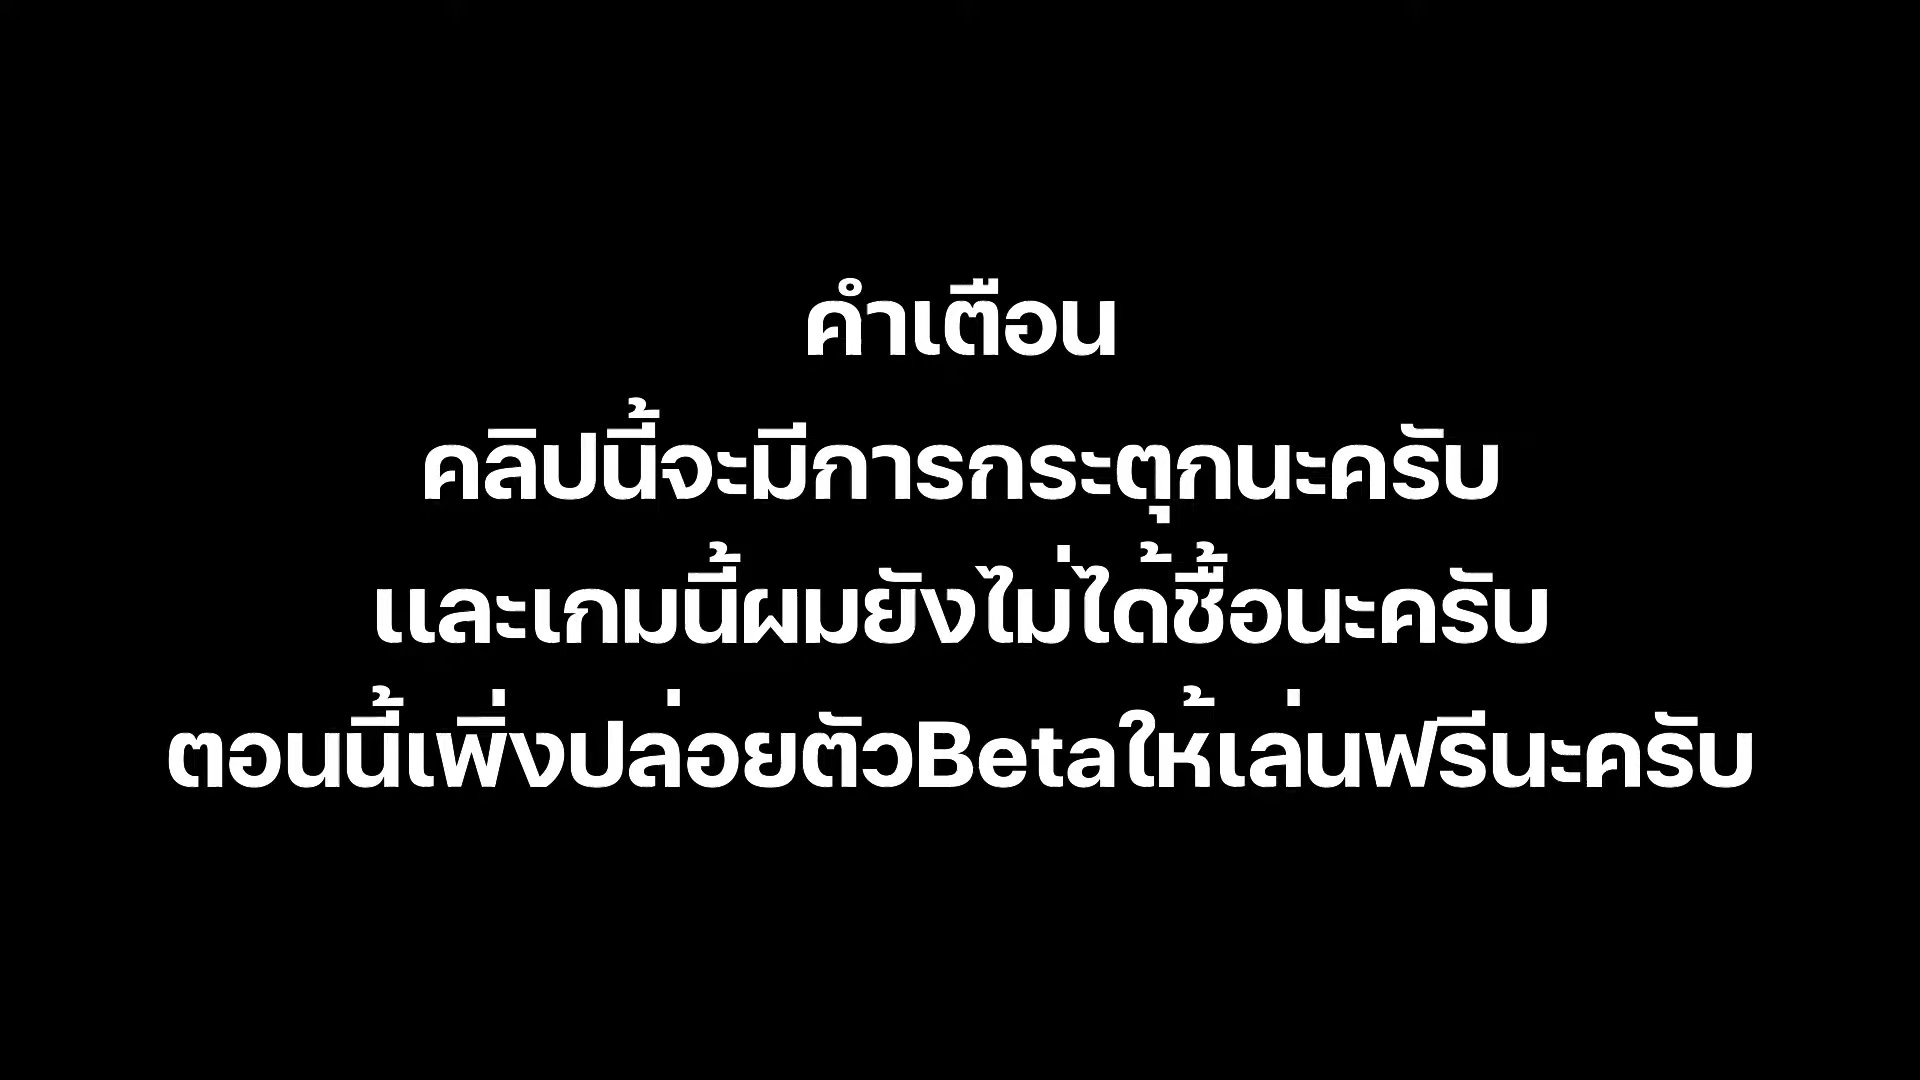 คำเตือน
คลิปนี้จะมีการกระตุกนะครับ
และเกมนี้ผมยังไม่ได้ชื้อนะครับ
ตอนนี้เพิ่งปล่อยตัวBetaให้เล่นฟรีนะครับ